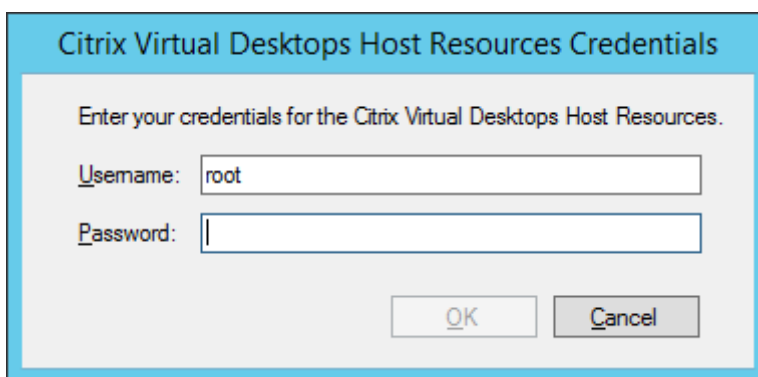 Citrix Virtual Desktops Host Resources Credentials
Enter your credentials for the Citrix Virtual Desktops Host Resources.
Username: root
Password:
OK Cancel